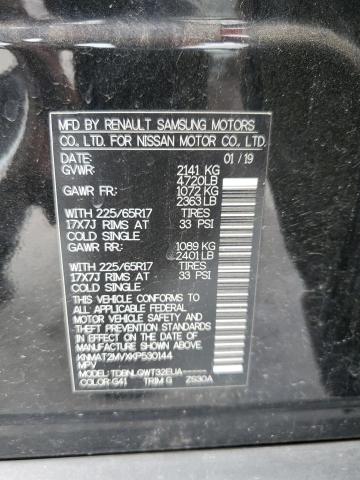 MFD BY RENAULT SAMSUNG MOTORS
CO., LTD. FOR NISSAN MOTOR CO., LTD.
DATE: 01/19
GVWR: 2141 KG
4,720LB
GAWR FR: 1072 KG
2363 LB
WITH 225/65R17 TIRES
17X7J RIMS AT 33 PSI
COLD SINGLE
GAWR RR: 1089 KG
2401 LB
WITH 225/65R17 TIRES
17X7J RIMS AT 33 PSI
COLD SINGLE
THIS VEHICLE CONFORMS TO
ALL APPLICABLE FEDERAL
MOTOR VEHICLE SAFETY AND
THEFT PREVENTION STANDARDS
IN EFFECT ON THE DATE OF
MANUFACTURE SHOWN ABOVE.
KNMAT2MVXKP530144
MPV
MODEL: TDBNLQWT32EUA------
COLOR: G41 TRIM G ZS30A